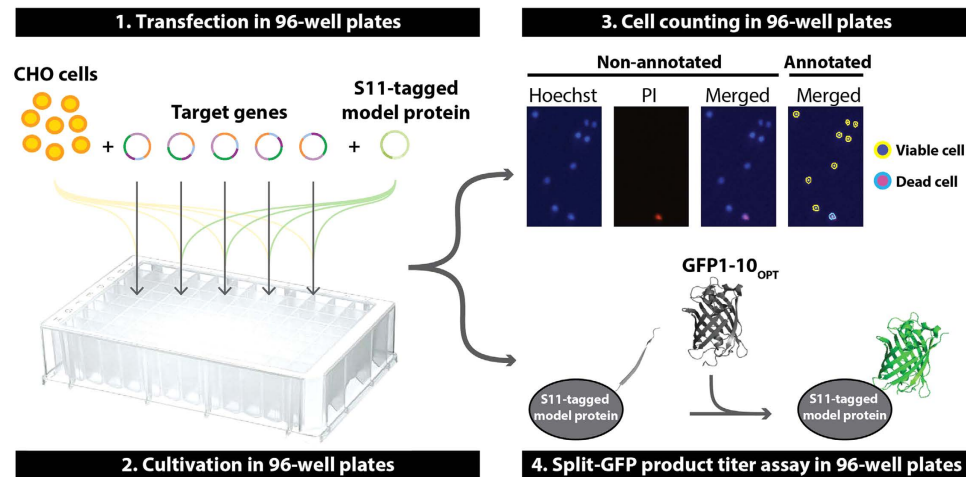 1. Transfection in 96-well plates
CHO cells
Target genes
S11-tagged
model protein
+
+
2. Cultivation in 96-well plates
3. Cell counting in 96-well plates
Non-annotated
Annotated
Hoechst
PI
Merged
Merged
Viable cell
Dead cell
GFP1-10OPT
S11-tagged
model protein
S11-tagged
model protein
4. Split-GFP product titer assay in 96-well plates